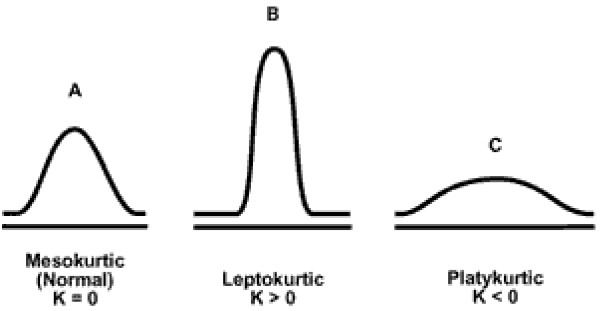 A
B
C
Mesokurtic
(Normal)
K = 0
Leptokurtic
K > 0
Platykurtic
K < 0